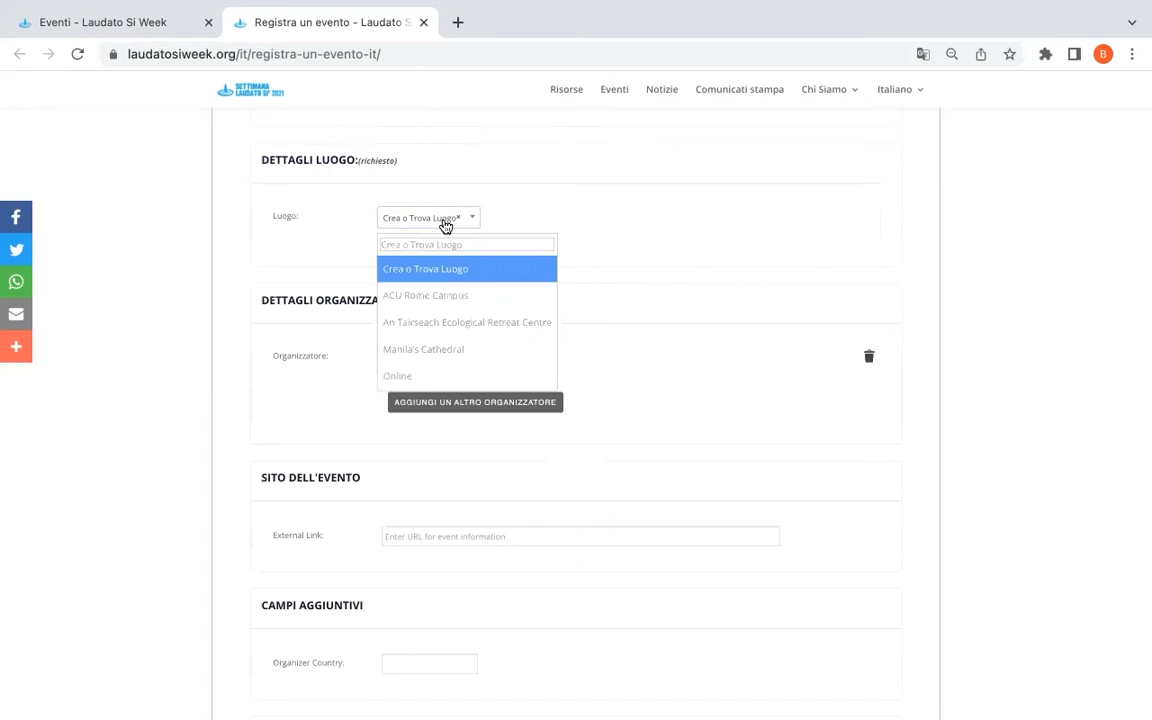 Eventi - Laudato Si Week
Registra un evento - Laudato S
laudatosiweek.org/it/registra-un-evento-it/
B
SETTIMANA
LAUDATO SI' 2021
Risorse Eventi Notizie Comunicati stampa Chi Siamo Italiano
DETTAGLI LUOGO:(richiesto)
Luogo:
Crea o Trova Luogo×
Crea o Trova Luogo
Crea o Trova Luogo
ACU Rome Campus
An Tairseach Ecological Retreat Centre
Manila's Cathedral
Online
DETTAGLI ORGANIZZA
Organizzatore:
AGGIUNGI UN ALTRO ORGANIZZATORE
SITO DELL'EVENTO
External Link:
Enter URL for event information
CAMPI AGGIUNTIVI
Organizer Country: